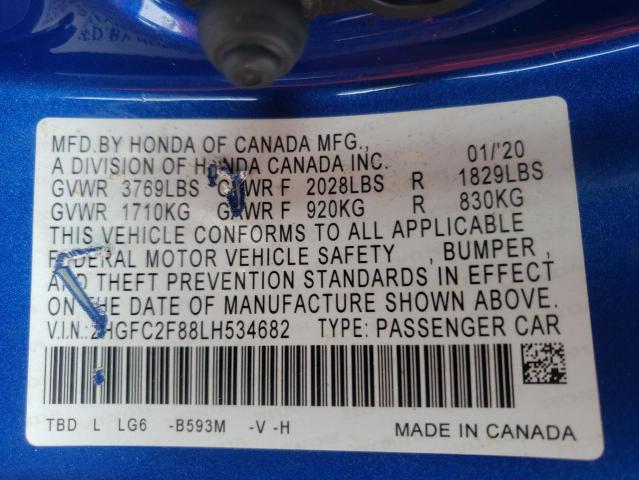 MFD.BY HONDA OF CANADA MFG.,
A DIVISION OF HONDA CANADA INC. 01/'20
GVWR 3769LBS GAWR F 2028LBS R 1829LBS
GVWR 1710KG GAWR F 920KG R 830KG
THIS VEHICLE CONFORMS TO ALL APPLICABLE
FEDERAL MOTOR VEHICLE SAFETY , BUMPER ,
AND THEFT PREVENTION STANDARDS IN EFFECT
ON THE DATE OF MANUFACTURE SHOWN ABOVE.
V.I.N.: 2HGFC2F88LH534682 TYPE: PASSENGER CAR
TBD L LG6 -B593M -V -H MADE IN CANADA